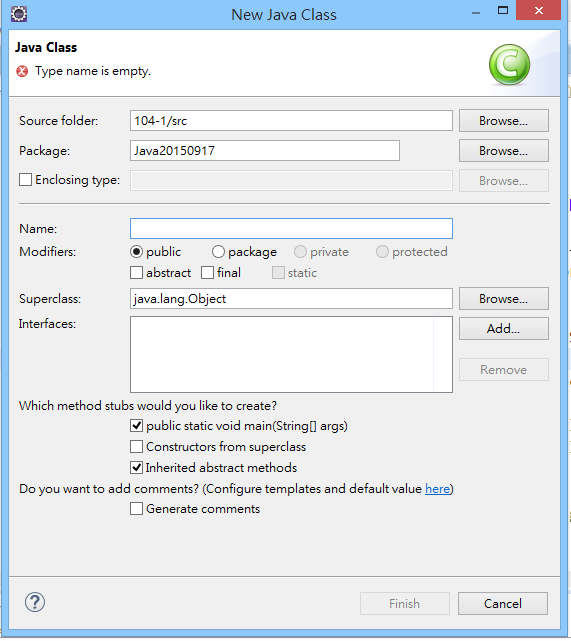 New Java Class
Java Class
Type name is empty.
Source folder: 104-1/src Browse...
Package: Java20150917 Browse...
Enclosing type: Browse...
Name:
Modifiers: public package private protected
abstract final static
Superclass: java.lang.Object Browse...
Interfaces: Add...
Remove
Which method stubs would you like to create?
public static void main(String[] args)
Constructors from superclass
Inherited abstract methods
Do you want to add comments? (Configure templates and default value here)
Generate comments
? Finish Cancel